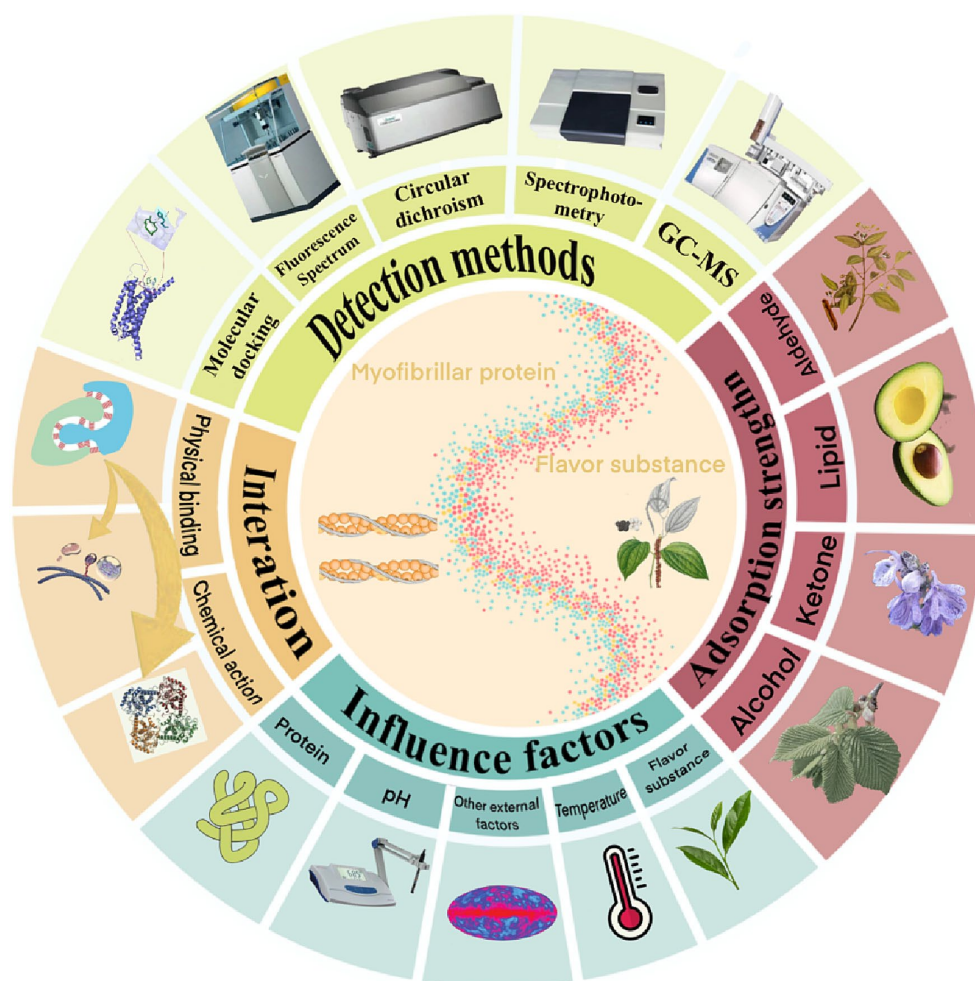 Detection methods
Molecular
docking
Fluorescence
Spectrum
Circular
dichroism
Spectrophoto-
metry
GC-MS
Adsorption strengthn
Aldehyde
Lipid
Ketone
Alcohol
Influence factors
Protein
pH
Other external
factors
Temperature
Flavor
substance
Interation
Physical binding
Chemical action
Myofibrillar protein
Flavor substance